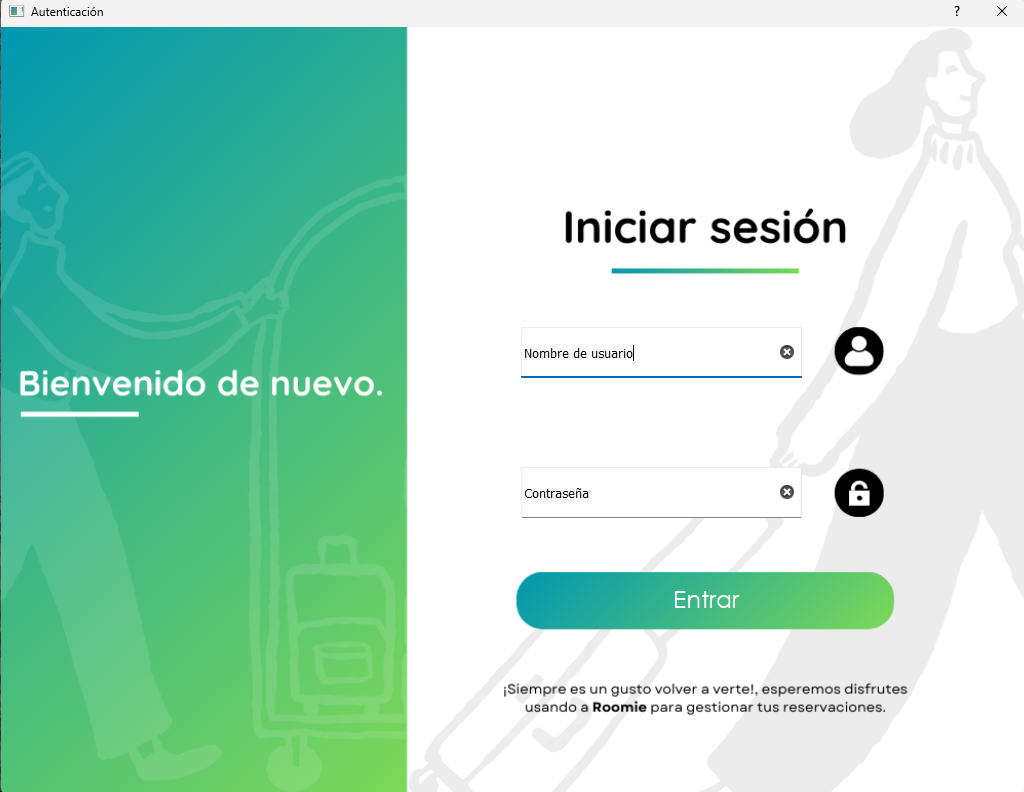 Autenticación
?
Bienvenido de nuevo.
Iniciar sesión
Nombre de usuario
Contraseña
Entrar
¡Siempre es un gusto volver a verte!, esperemos disfrutes
usando a Roomie para gestionar tus reservaciones.